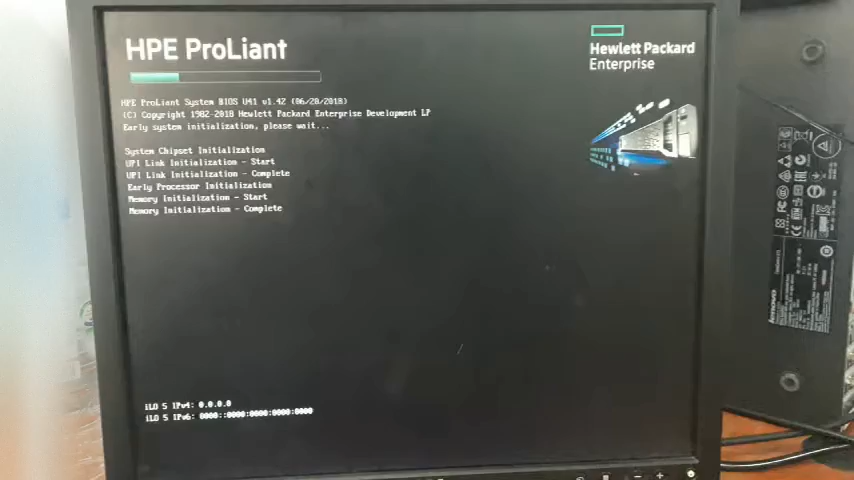 HPE ProLiant
Hewlett Packard
Enterprise
HPE ProLiant System BIOS U41 v1.42 (06/20/2018)
(C) Copyright 1982-2018 Hewlett Packard Enterprise Development LP
Early system initialization, please wait...
System Chipset Initialization
UPI Link Initialization - Start
UPI Link Initialization - Complete
Early Processor Initialization
Memory Initialization - Start
Memory Initialization - Complete
iLO 5 IPv4: 0.0.0.0
iLO 5 IPv6: 0000::0000:0000:0000:0000
lenovo